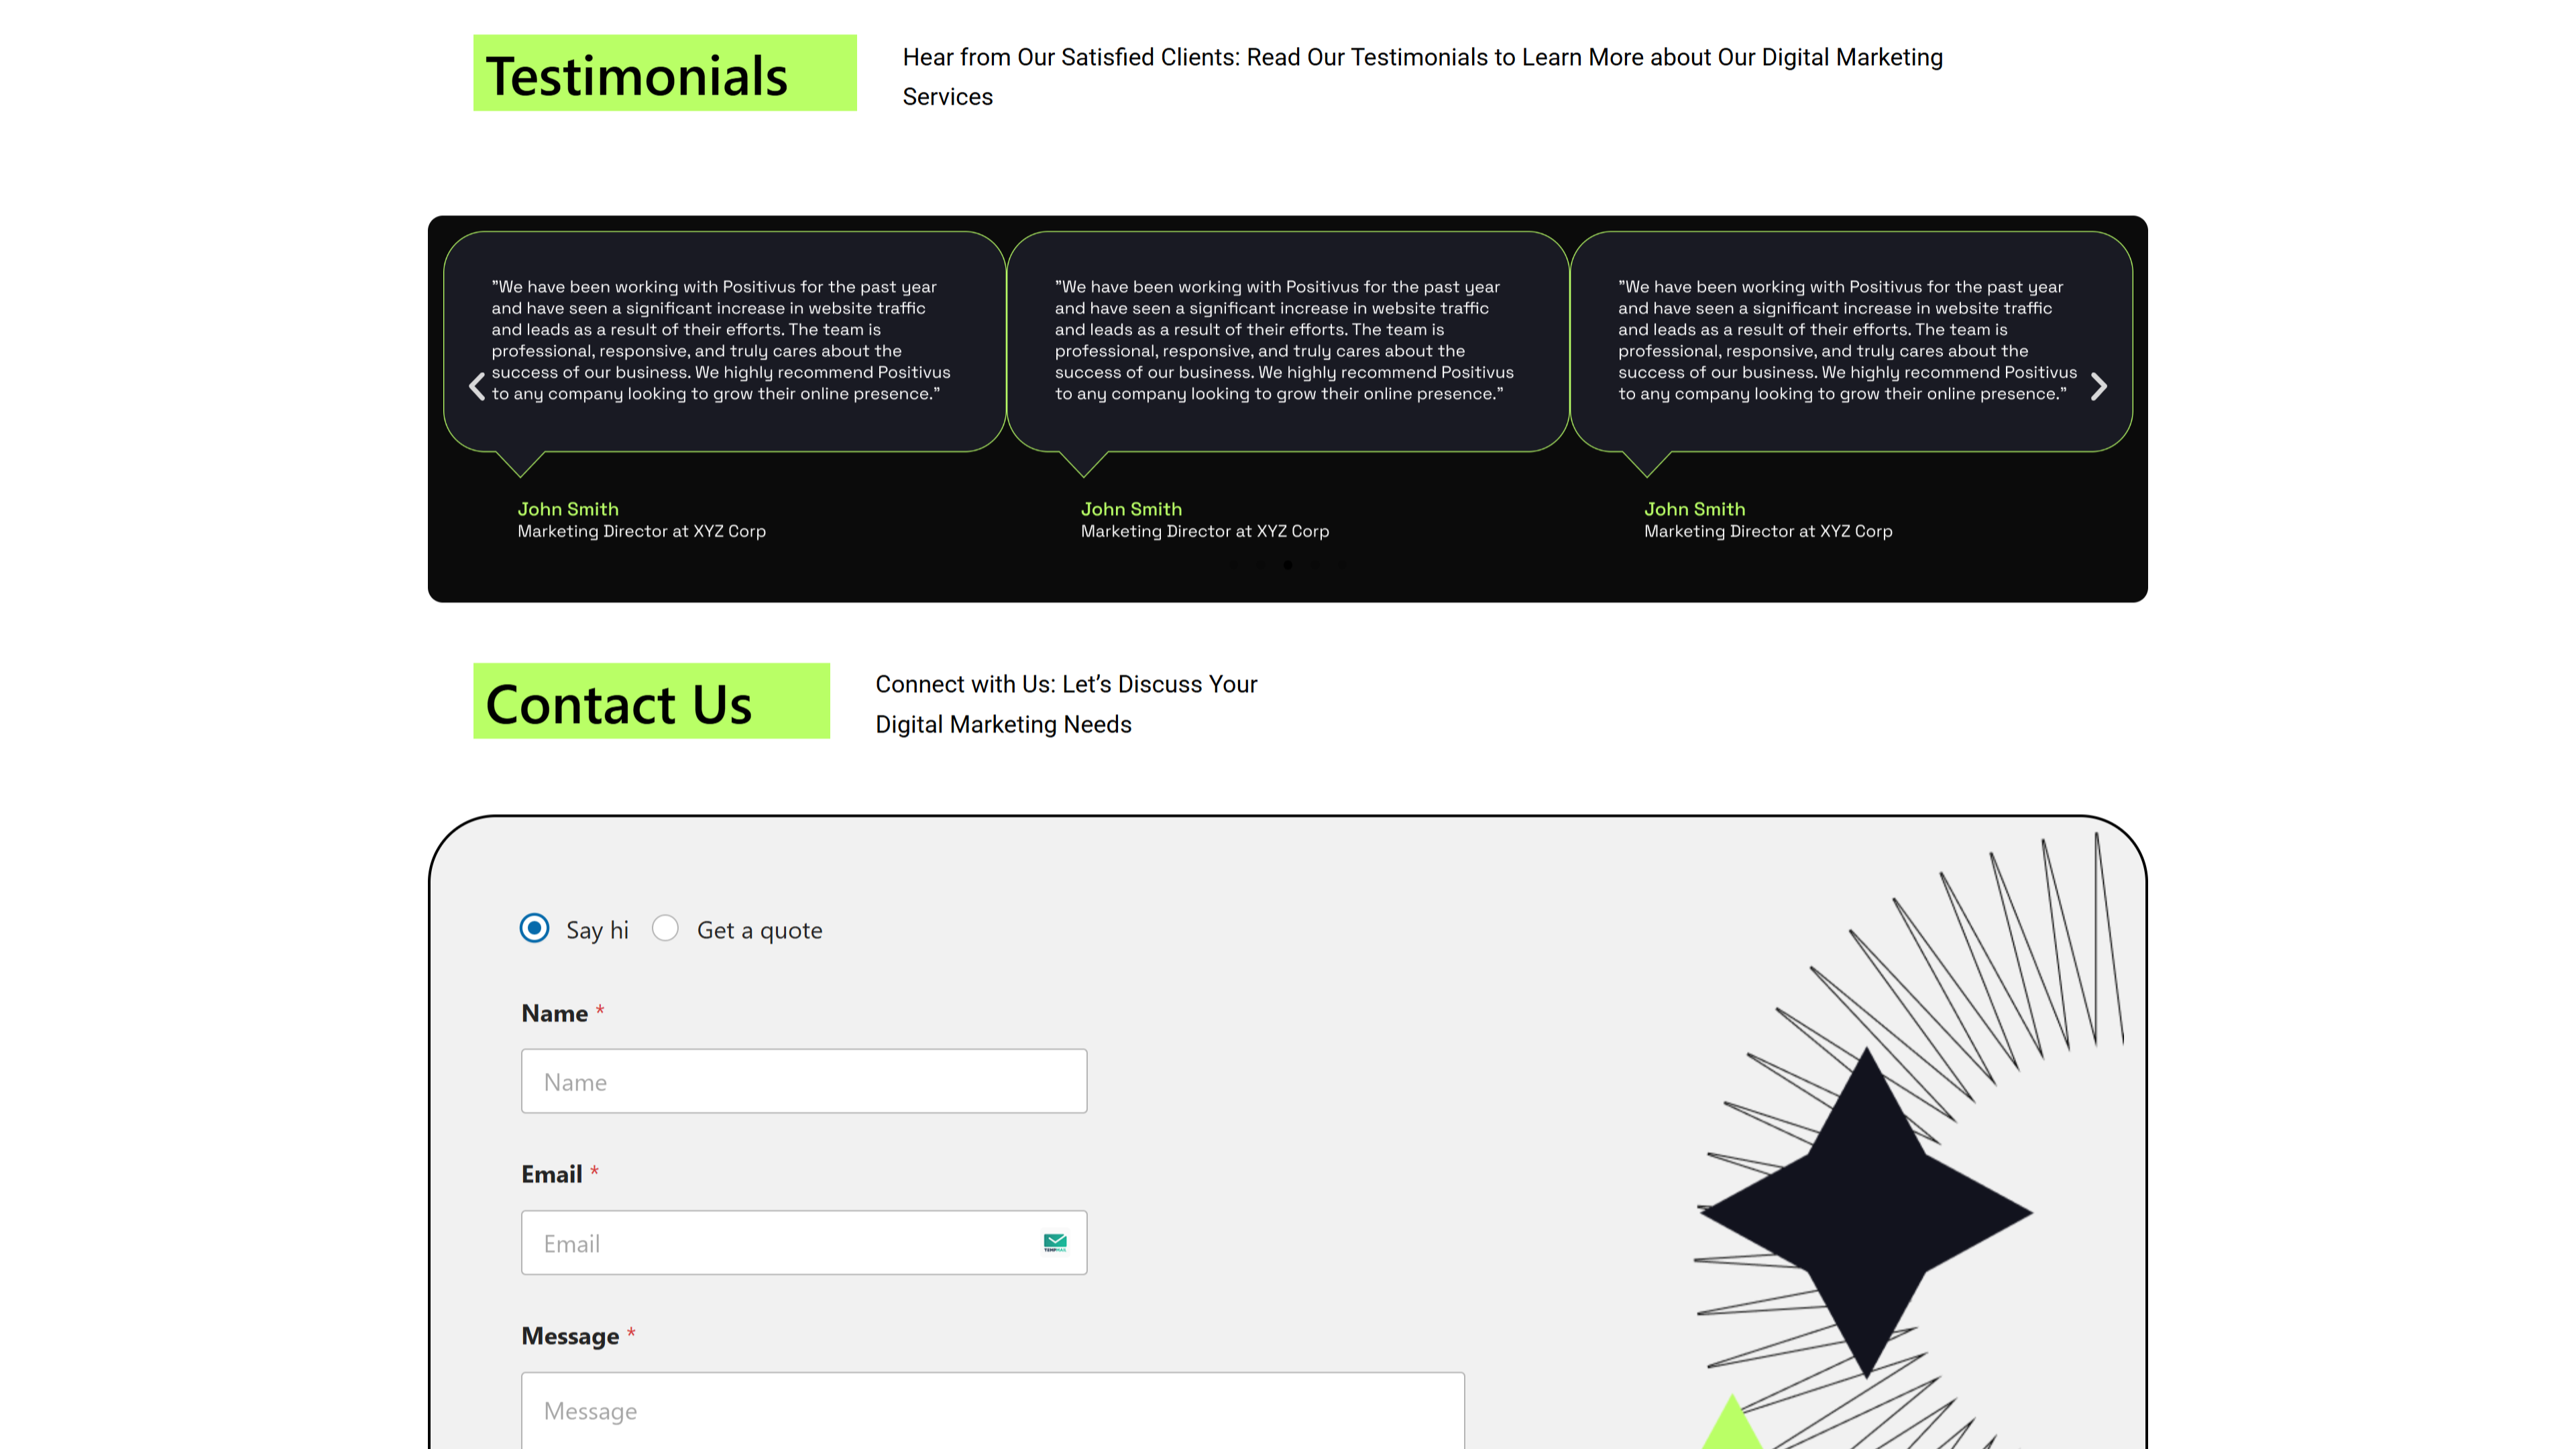 Testimonials
Hear from Our Satisfied Clients: Read Our Testimonials to Learn More about Our Digital Marketing
Services
"We have been working with Positivus for the past year
and have seen a significant increase in website traffic
and leads as a result of their efforts. The team is
professional, responsive, and truly cares about the
success of our business. We highly recommend Positivus
to any company looking to grow their online presence."
John Smith
Marketing Director at XYZ Corp
"We have been working with Positivus for the past year
and have seen a significant increase in website traffic
and leads as a result of their efforts. The team is
professional, responsive, and truly cares about the
success of our business. We highly recommend Positivus
to any company looking to grow their online presence."
John Smith
Marketing Director at XYZ Corp
"We have been working with Positivus for the past year
and have seen a significant increase in website traffic
and leads as a result of their efforts. The team is
professional, responsive, and truly cares about the
success of our business. We highly recommend Positivus
to any company looking to grow their online presence."
John Smith
Marketing Director at XYZ Corp
Contact Us
Connect with Us: Let’s Discuss Your
Digital Marketing Needs
Say hi
Get a quote
Name *
Name
Email *
Email
Message *
Message